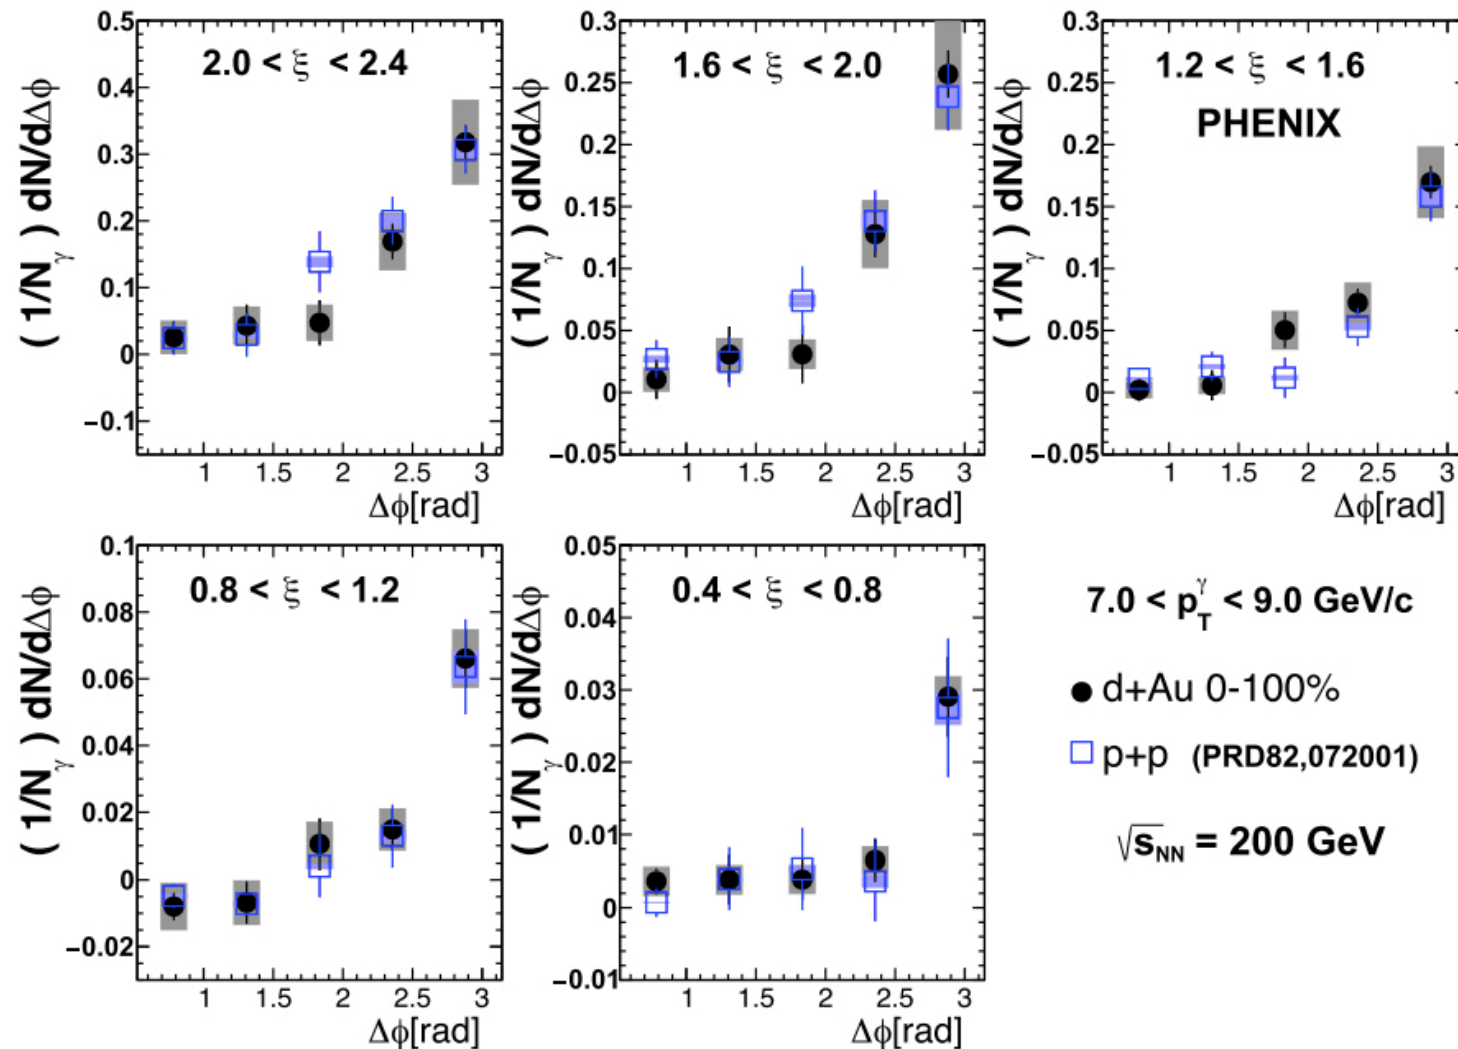 2.0 < ξ < 2.4
( 1/Nγ ) dN/dΔϕ
0.5
0.4
0.3
0.2
0.1
0
−0.1
1 1.5 2 2.5 3
Δϕ[rad]
1.6 < ξ < 2.0
( 1/Nγ ) dN/dΔϕ
0.3
0.25
0.2
0.15
0.1
0.05
0
−0.05
1 1.5 2 2.5 3
Δϕ[rad]
1.2 < ξ < 1.6
PHENIX
( 1/Nγ ) dN/dΔϕ
0.3
0.25
0.2
0.15
0.1
0.05
0
−0.05
1 1.5 2 2.5 3
Δϕ[rad]
0.8 < ξ < 1.2
( 1/Nγ ) dN/dΔϕ
0.1
0.08
0.06
0.04
0.02
0
−0.02
1 1.5 2 2.5 3
Δϕ[rad]
0.4 < ξ < 0.8
( 1/Nγ ) dN/dΔϕ
0.05
0.04
0.03
0.02
0.01
0
−0.01
1 1.5 2 2.5 3
Δϕ[rad]
7.0 < pTγ < 9.0 GeV/c
d+Au 0-100%
p+p (PRD82,072001)
√sNN = 200 GeV